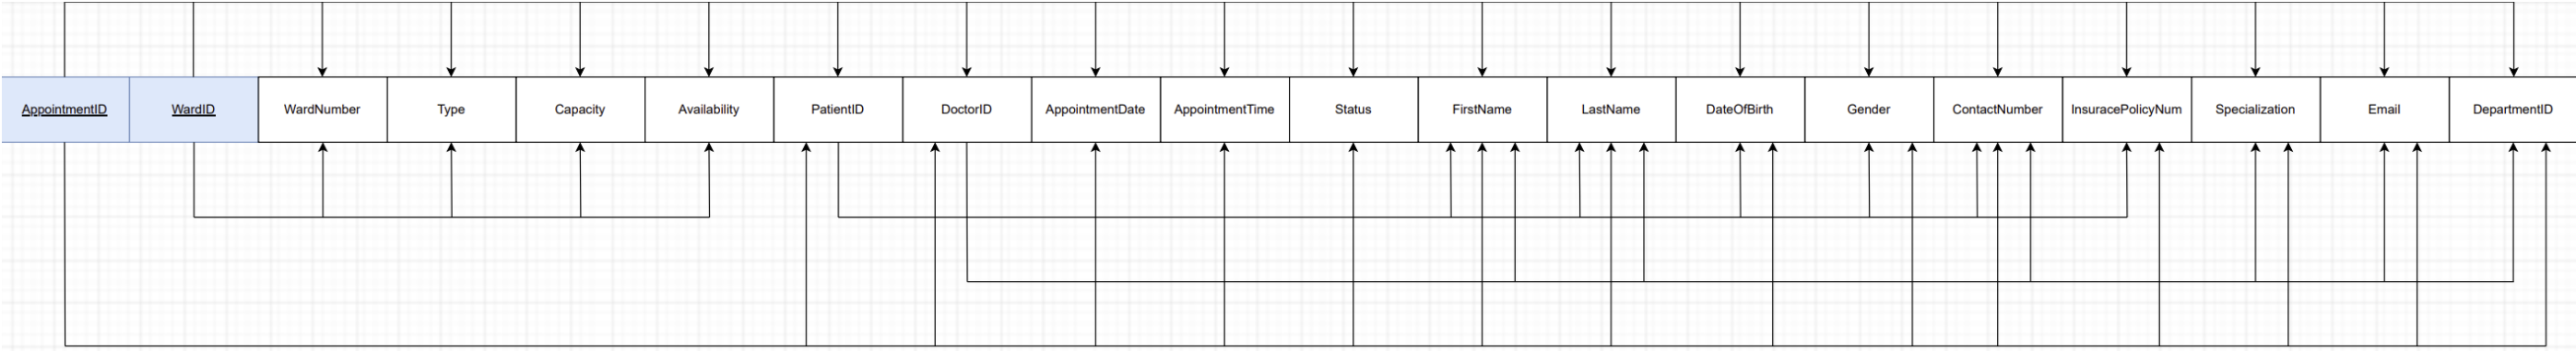 AppointmentID WardID WardNumber Type Capacity Availability PatientID DoctorID AppointmentDate AppointmentTime Status FirstName LastName DateOfBirth Gender ContactNumber InsuracePolicyNum Specialization Email DepartmentID